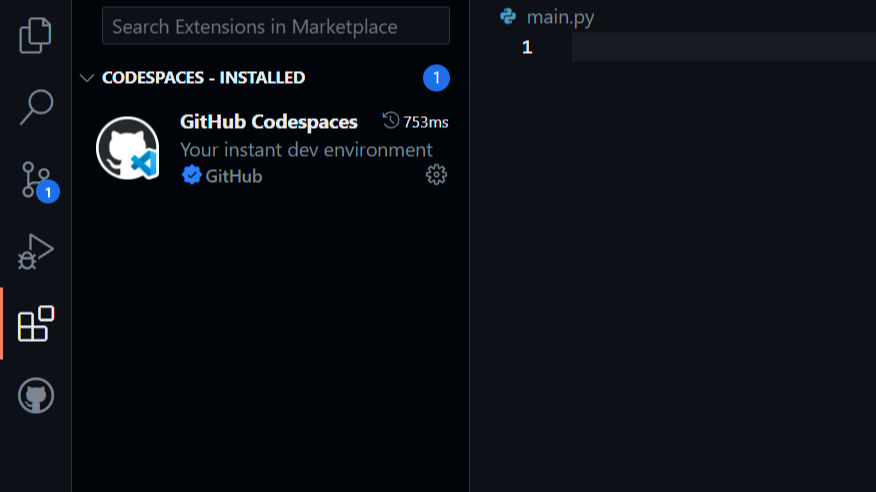 Search Extensions in Marketplace
CODESPACES - INSTALLED 1
GitHub Codespaces 753ms
Your instant dev environment
GitHub
1
main.py
1